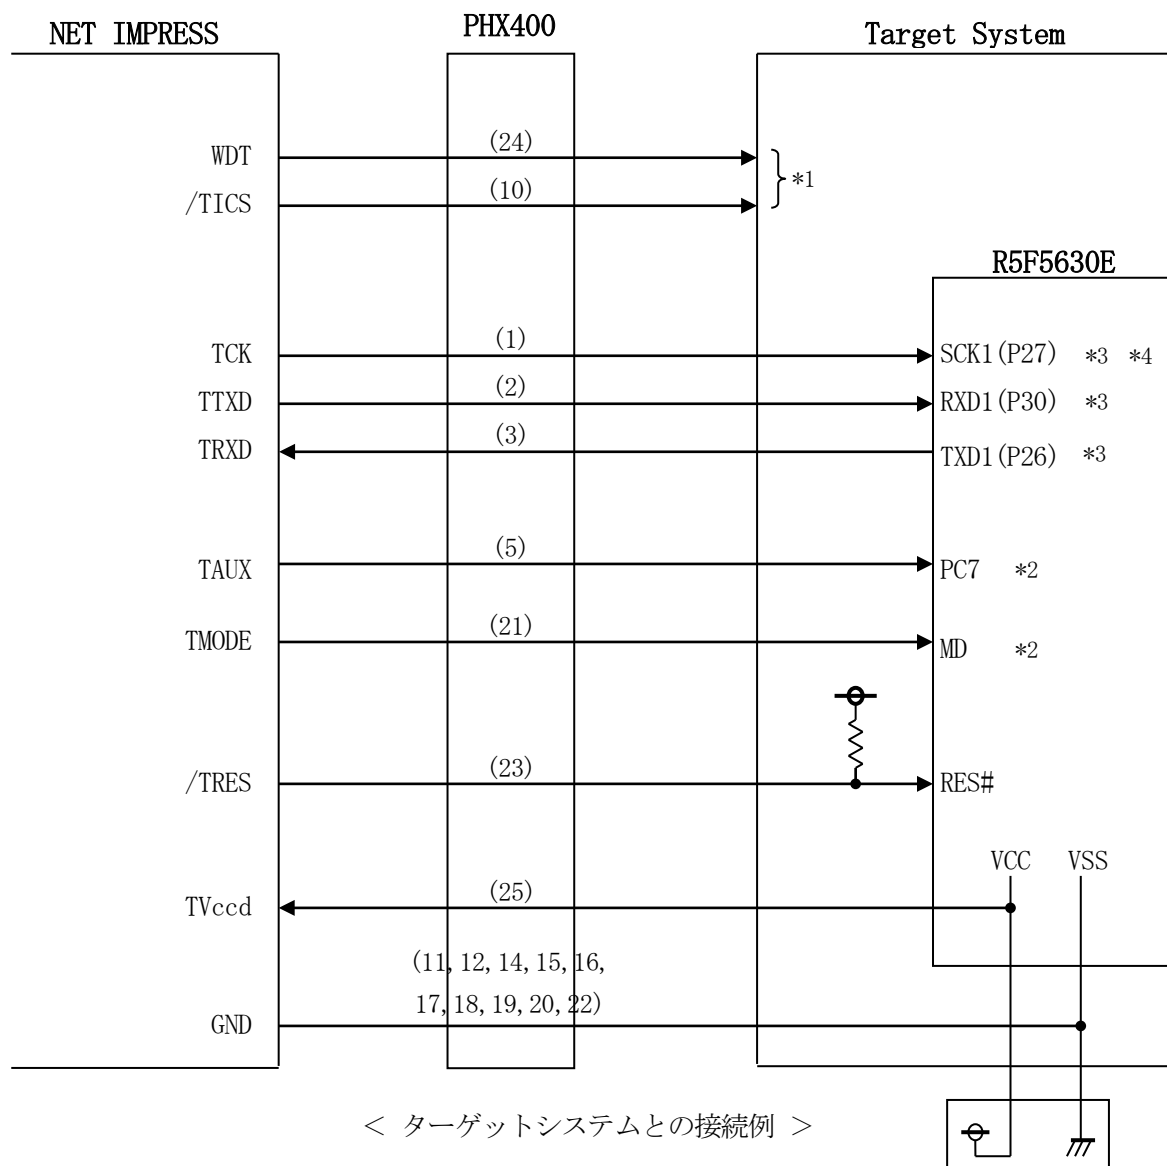 NET IMPRESS PHX400 Target System
WDT (24)
*1
/TICS (10)
R5F5630E
TCK (1) SCK1(P27) *3 *4
TTXD (2) RXD1(P30) *3
TRXD (3) TXD1(P26) *3
TAUX (5) PC7 *2
TMODE (21) MD *2
/TRES (23) RES#
VCC VSS
TVccd (25)
(11,12,14,15,16,
17,18,19,20,22)
GND
< ターゲットシステムとの接続例 >